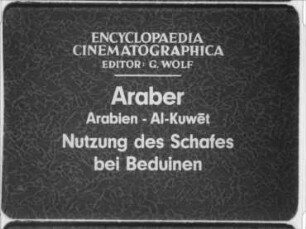 ENCYCLOPAEDIA
CINEMATOGRAPHICA
EDITOR: G. WOLF
Araber
Arabien - Al-Kuwēt
Nutzung des Schafes
bei Beduinen